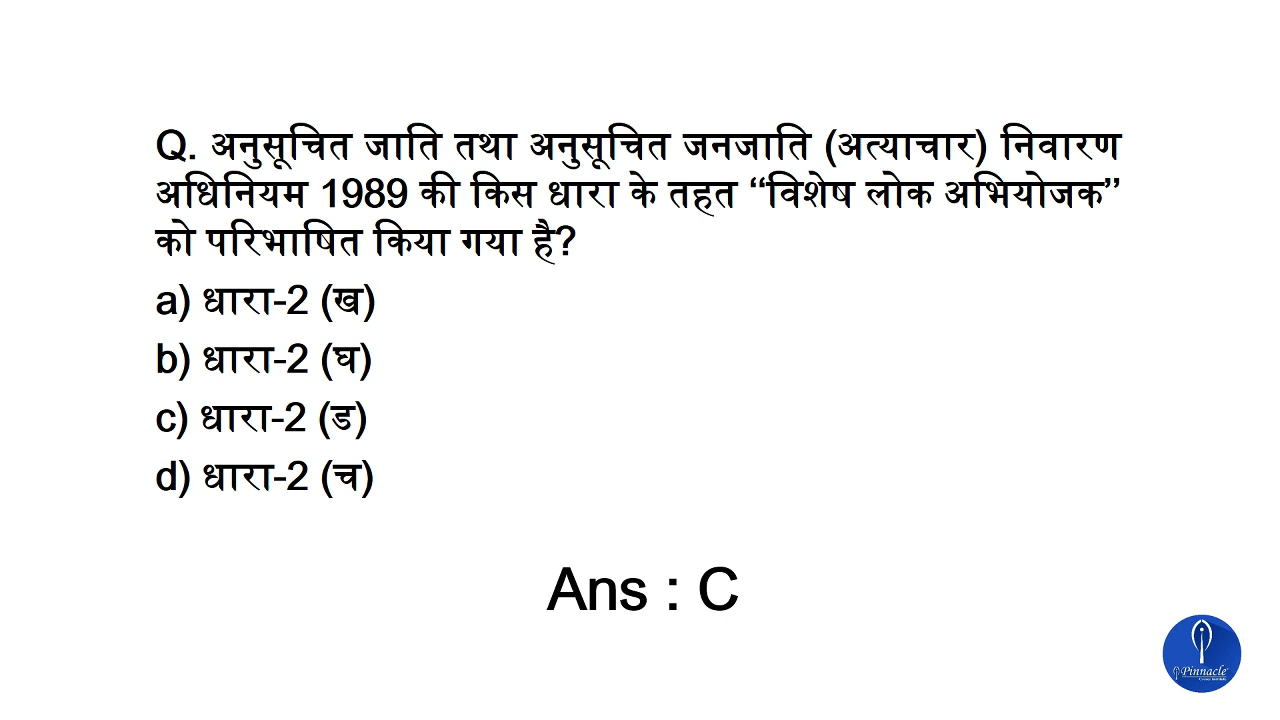 Q. अनुसूचित जाति तथा अनुसूचित जनजाति (अत्याचार) निवारण
अधिनियम 1989 की किस धारा के तहत “विशेष लोक अभियोजक”
को परिभाषित किया गया है?
a) धारा-2 (ख)
b) धारा-2 (घ)
c) धारा-2 (ड)
d) धारा-2 (च)
Ans : C
Pinnacle